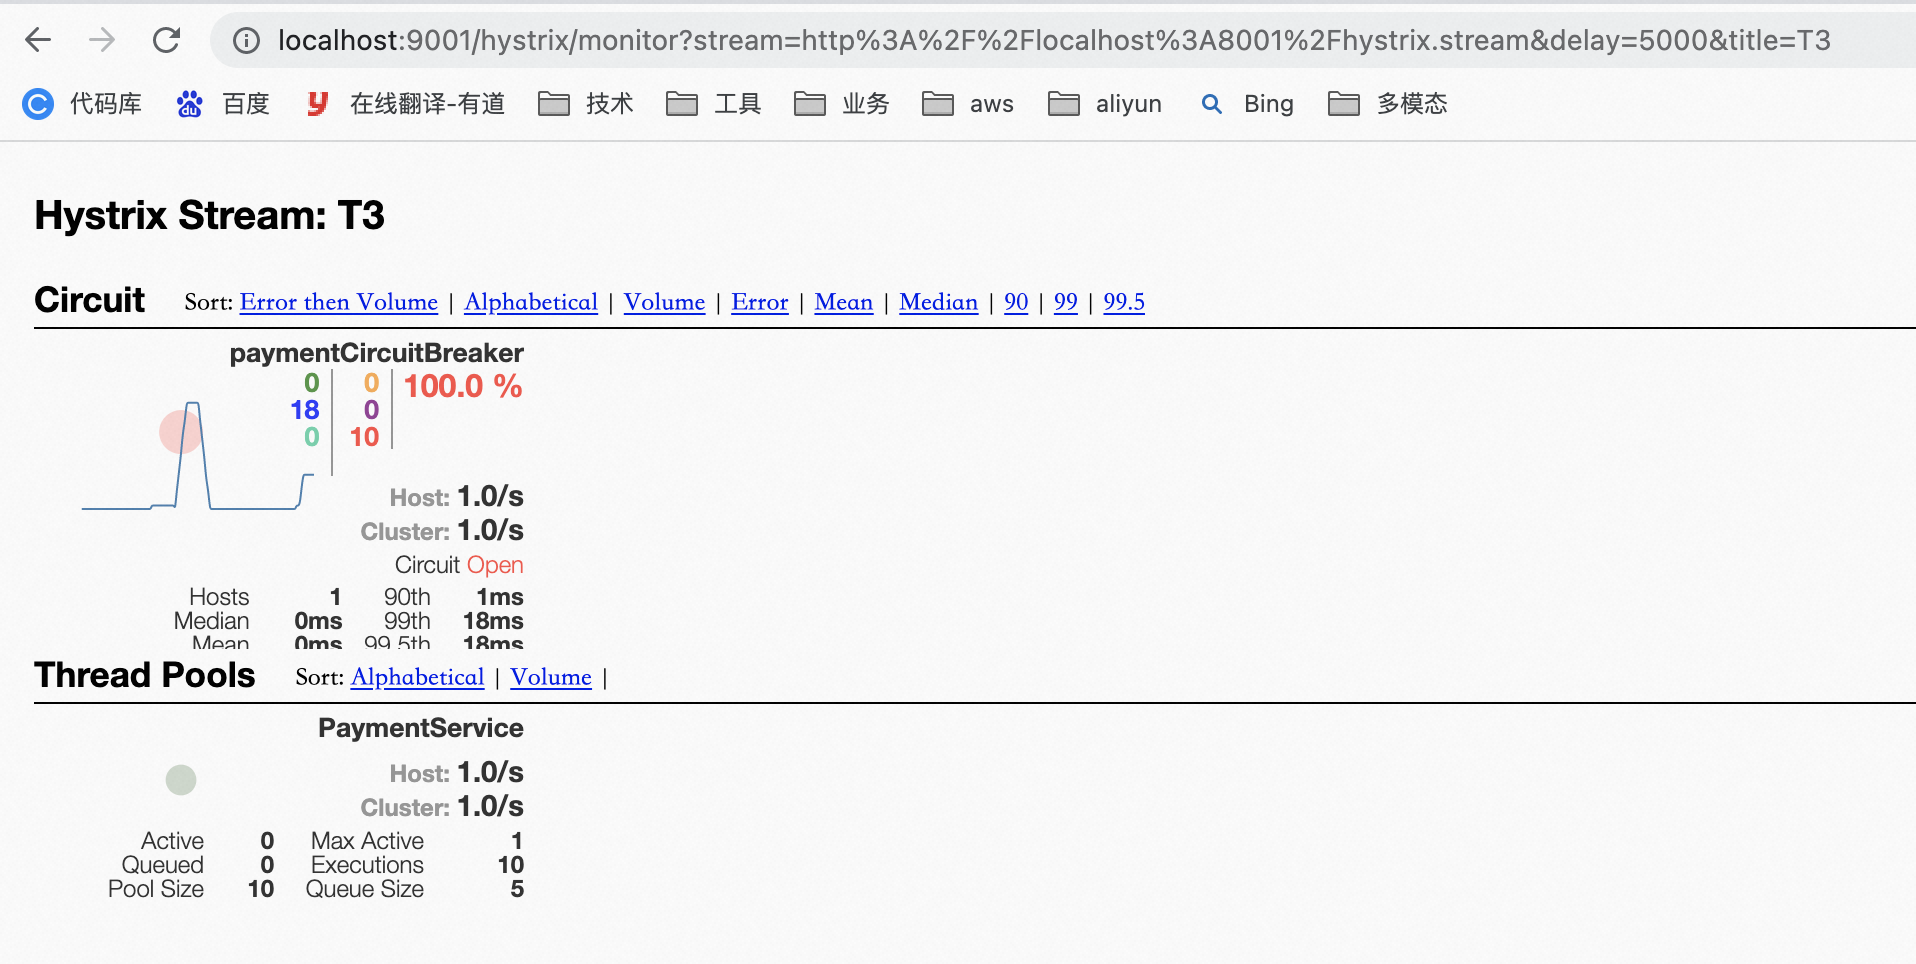 localhost:9001/hystrix/monitor?stream=http%3A%2F%2Flocalhost%3A8001%2Fhystrix.stream&delay=5000&title=T3
代码库 百度 在线翻译-有道 技术 工具 业务 aws aliyun Bing 多模态
Hystrix Stream: T3
Circuit Sort: Error then Volume | Alphabetical | Volume | Error | Mean | Median | 90 | 99 | 99.5
paymentCircuitBreaker
0 0 100.0 %
18 0
0 10
Host: 1.0/s
Cluster: 1.0/s
Circuit Open
Hosts 1 90th 1ms
Median 0ms 99th 18ms
Mean 0ms 99.5th 18ms
Thread Pools Sort: Alphabetical | Volume |
PaymentService
Host: 1.0/s
Cluster: 1.0/s
Active 0 Max Active 1
Queued 0 Executions 10
Pool Size 10 Queue Size 5